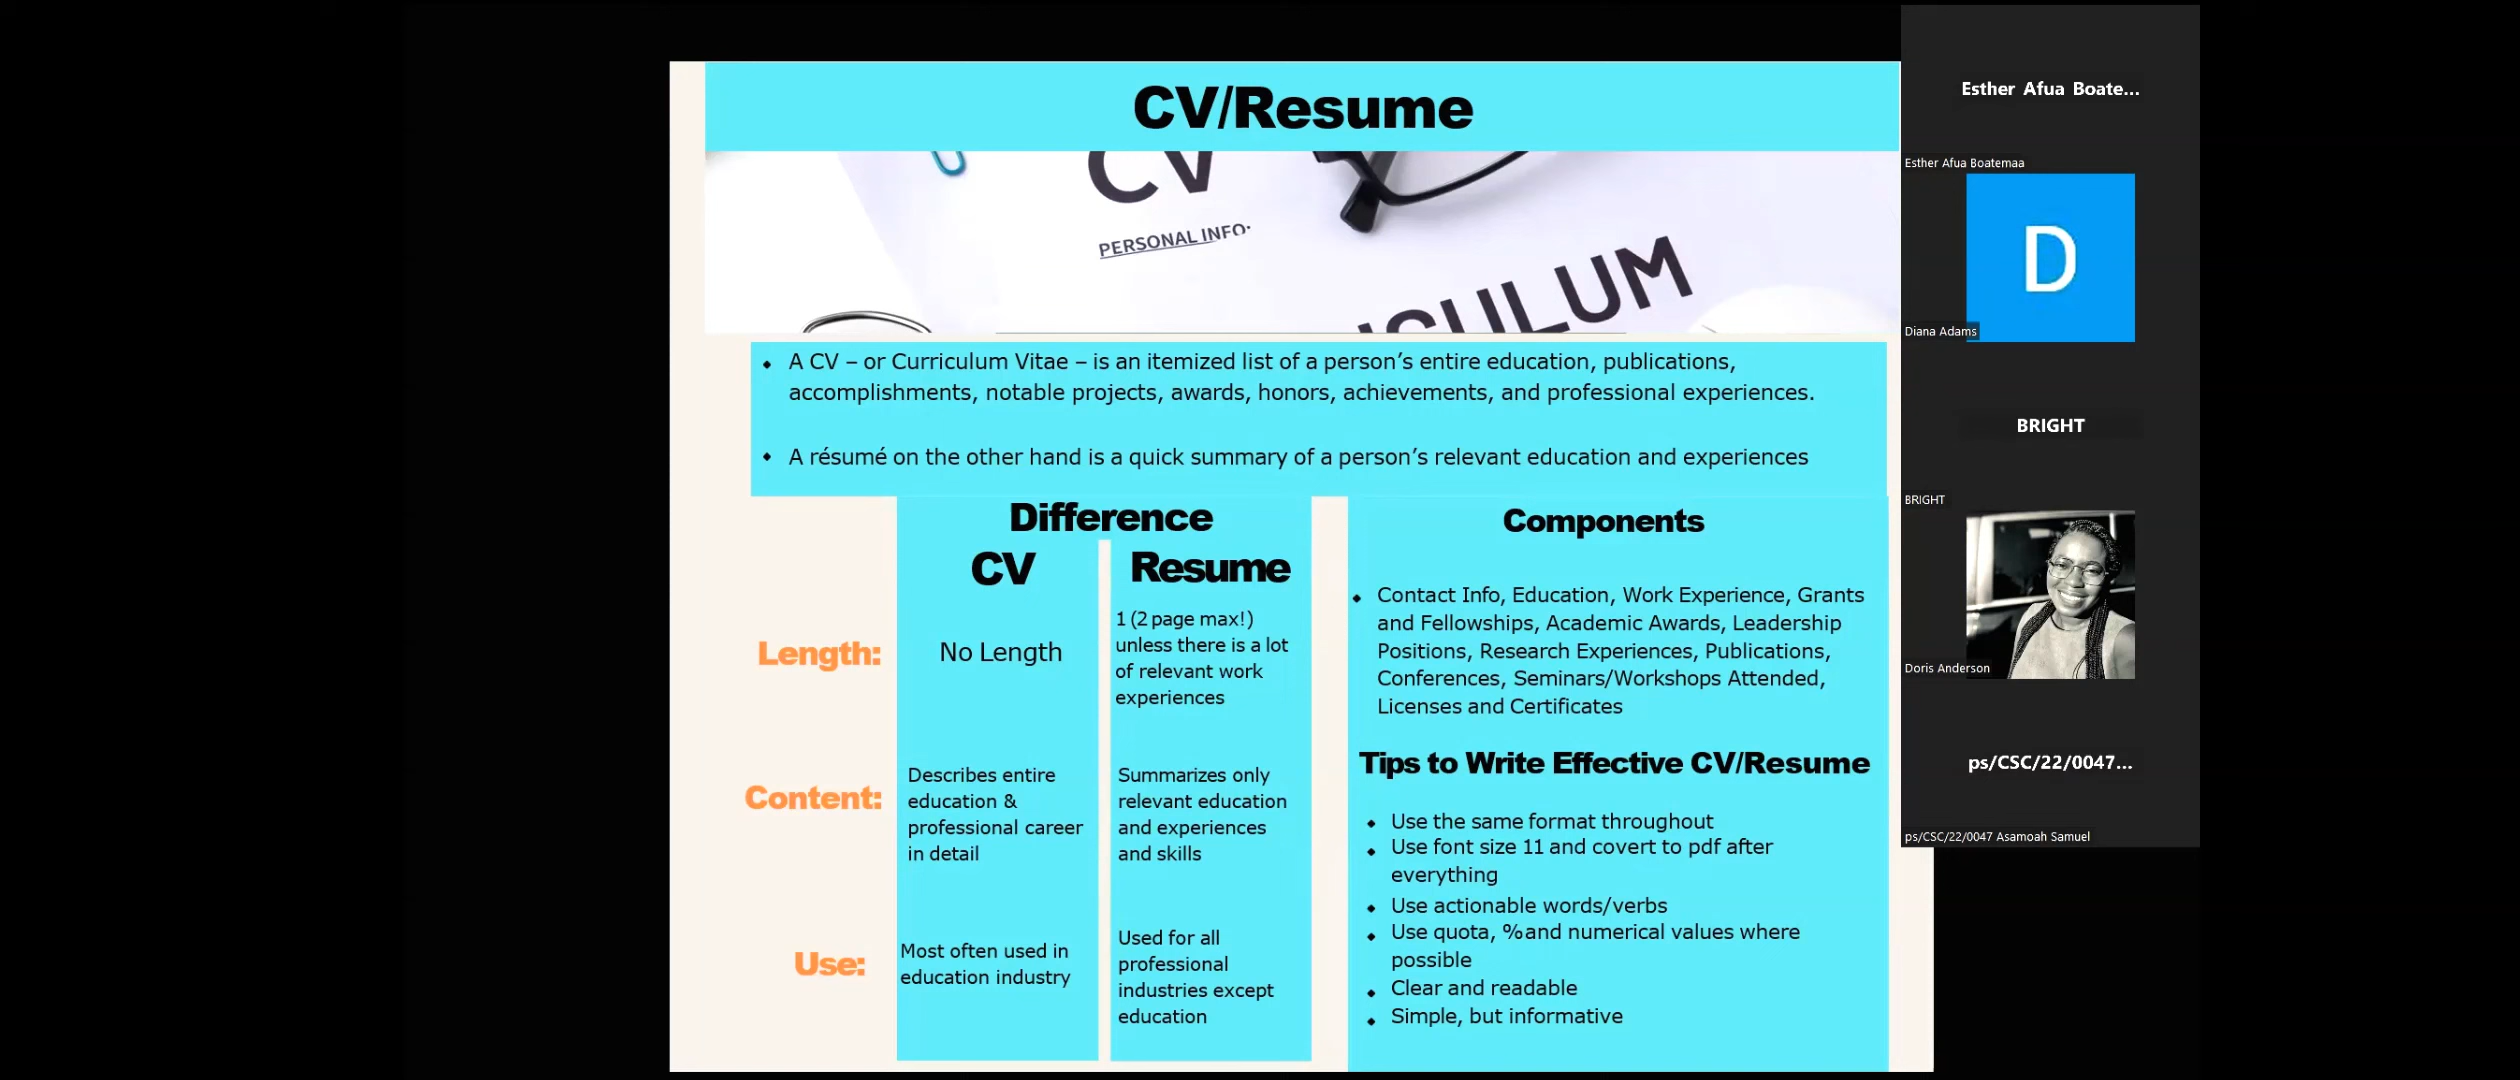 CV/Resume
CV
PERSONAL INFO:
A CV – or Curriculum Vitae – is an itemized list of a person’s entire education, publications,
accomplishments, notable projects, awards, honors, achievements, and professional experiences.
A résumé on the other hand is a quick summary of a person’s relevant education and experiences
Difference
CV
Resume
Length:
No Length
1 (2 page max!)
unless there is a lot
of relevant work
experiences
Content:
Describes entire
education &
professional career
in detail
Summarizes only
relevant education
and experiences
and skills
Use:
Most often used in
education industry
Used for all
professional
industries except
education
Components
Contact Info, Education, Work Experience, Grants
and Fellowships, Academic Awards, Leadership
Positions, Research Experiences, Publications,
Conferences, Seminars/Workshops Attended,
Licenses and Certificates
Tips to Write Effective CV/Resume
Use the same format throughout
Use font size 11 and covert to pdf after
everything
Use actionable words/verbs
Use quota, %and numerical values where
possible
Clear and readable
Simple, but informative
Esther Afua Boate...
Esther Afua Boatemaa
D
Diana Adams
BRIGHT
BRIGHT
Doris Anderson
ps/CSC/22/0047...
ps/CSC/22/0047 Asamoah Samuel